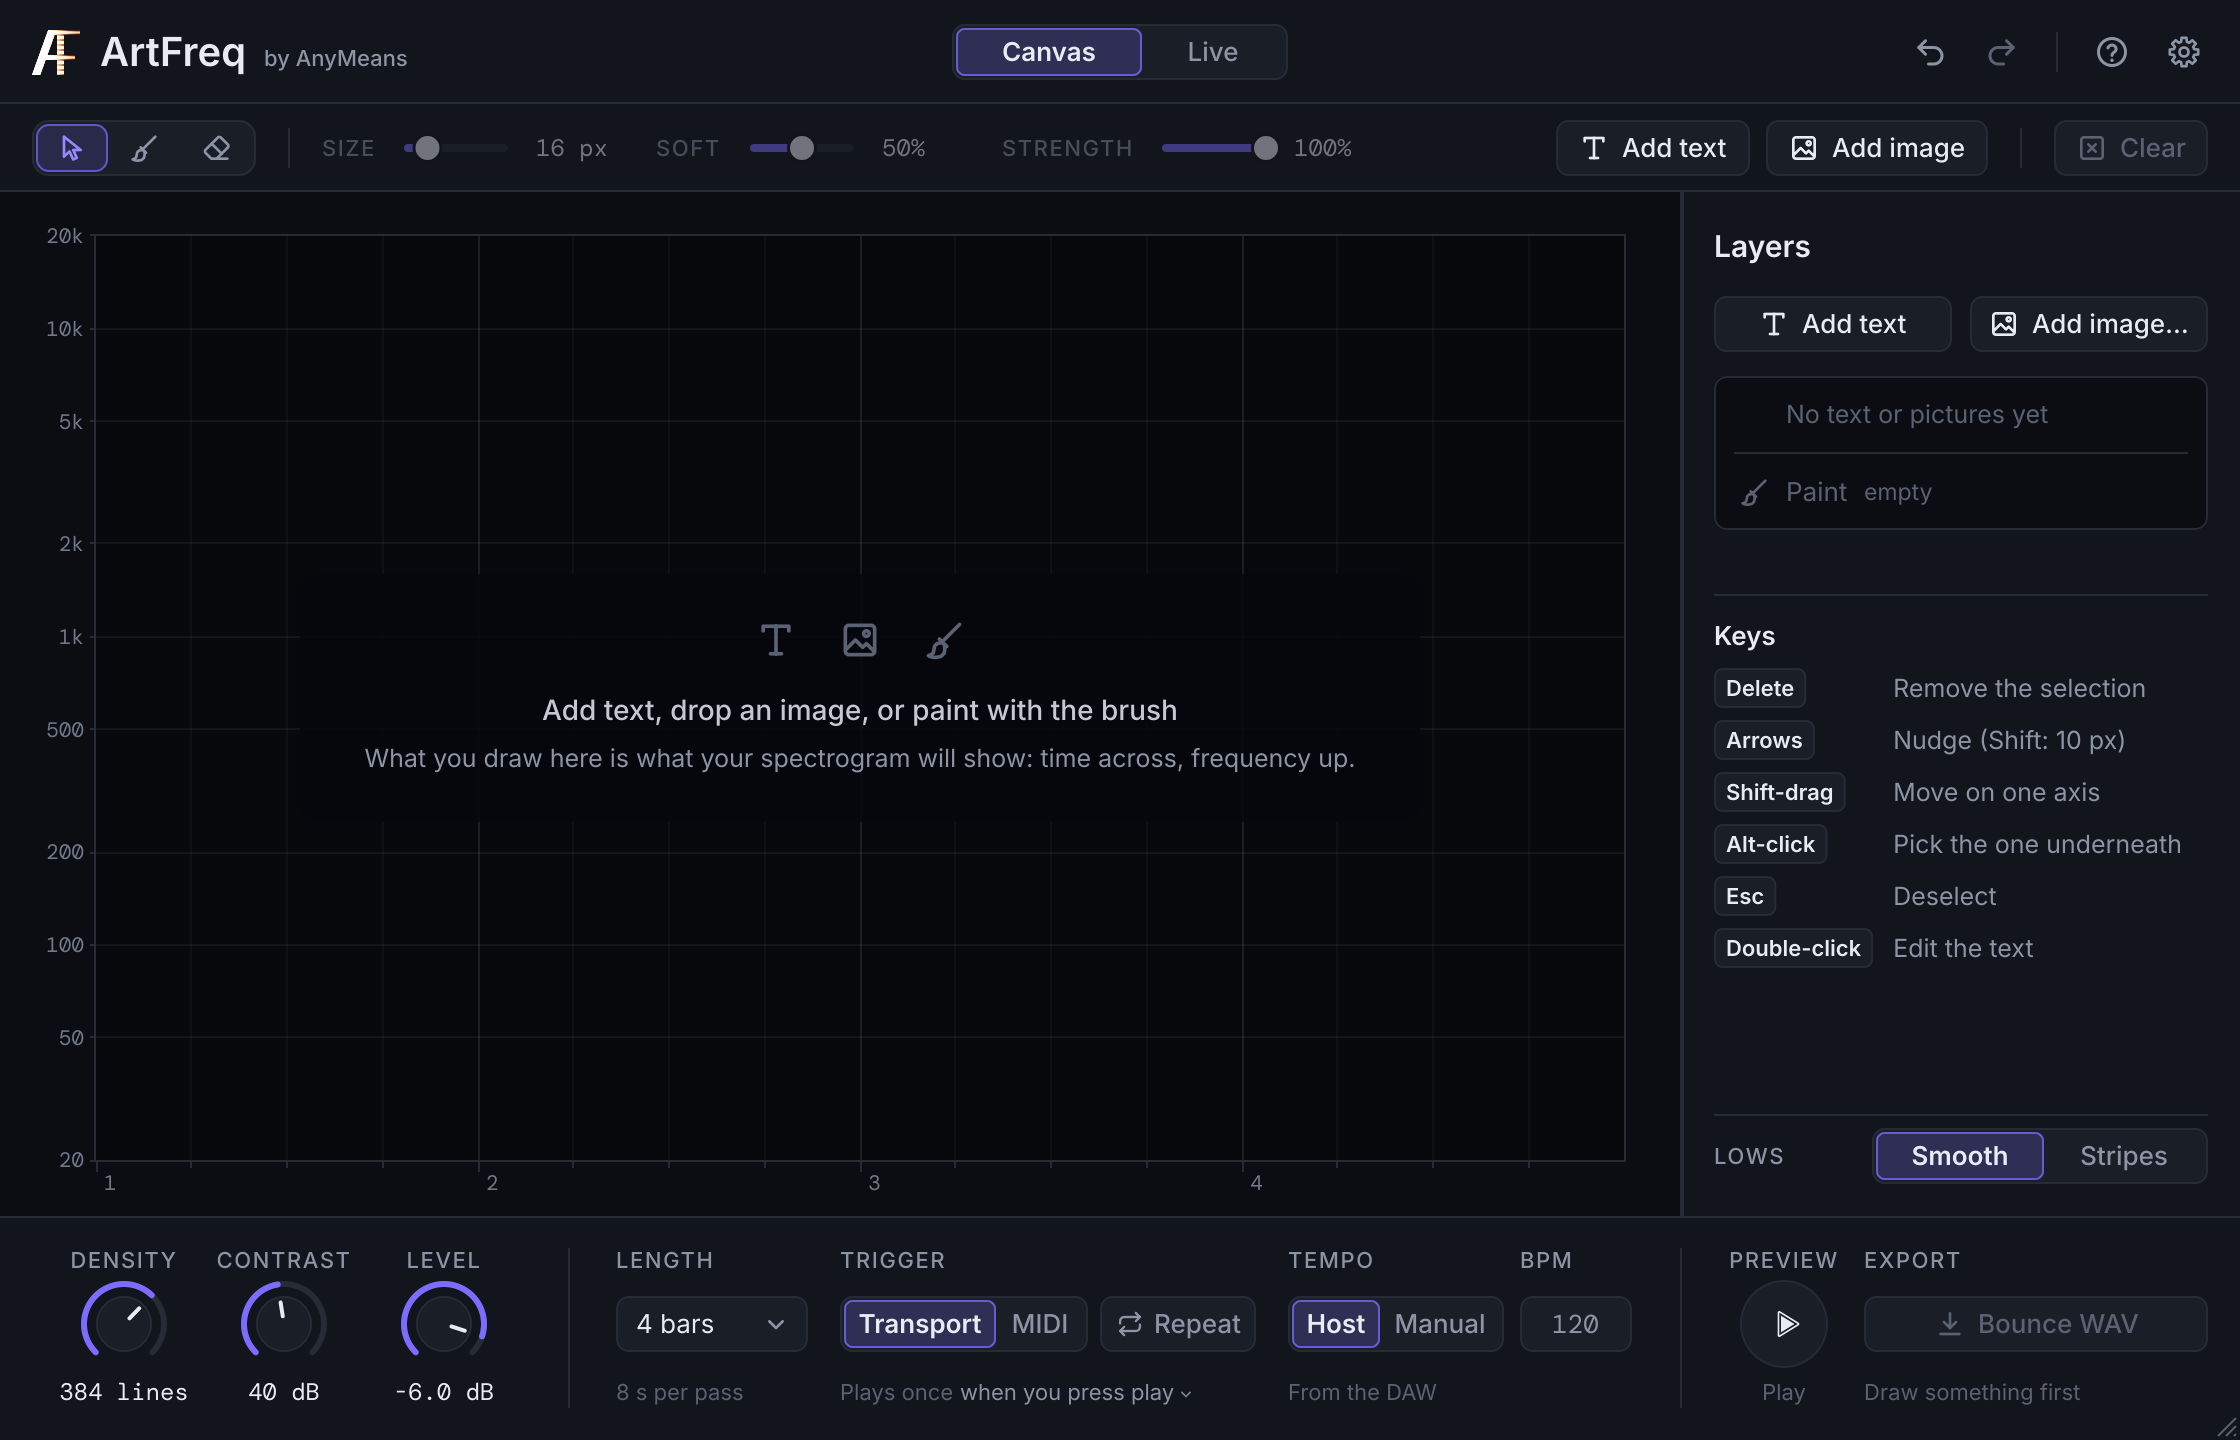 ArtFreq by AnyMeans
Canvas Live
SIZE 16 px SOFT 50% STRENGTH 100%
Add text Add image Clear
20k
10k
5k
2k
1k
500
200
100
50
20
1 2 3 4
Add text, drop an image, or paint with the brush
What you draw here is what your spectrogram will show: time across, frequency up.
Layers
Add text Add image...
No text or pictures yet
Paint empty
Keys
Delete Remove the selection
Arrows Nudge (Shift: 10 px)
Shift-drag Move on one axis
Alt-click Pick the one underneath
Esc Deselect
Double-click Edit the text
LOWS Smooth Stripes
DENSITY CONTRAST LEVEL LENGTH TRIGGER TEMPO BPM PREVIEW EXPORT
4 bars Transport MIDI Repeat Host Manual 120 Bounce WAV
384 lines 40 dB -6.0 dB 8 s per pass Plays once when you press play From the DAW Play Draw something first